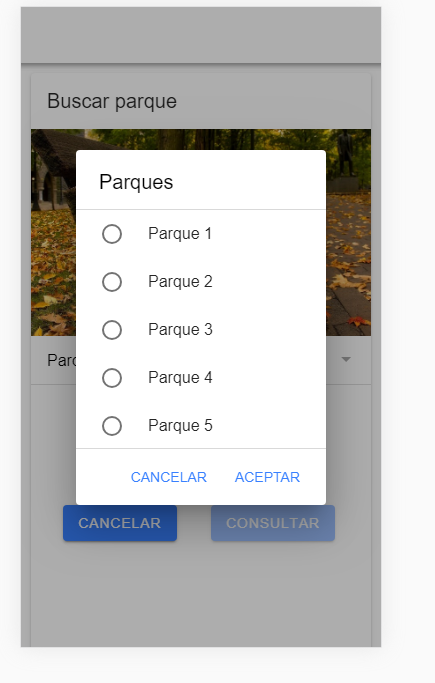 Buscar parque
Parques
Parque 1
Parque 2
Parque 3
Parque 4
Parque 5
CANCELAR ACEPTAR
CANCELAR CONSULTAR